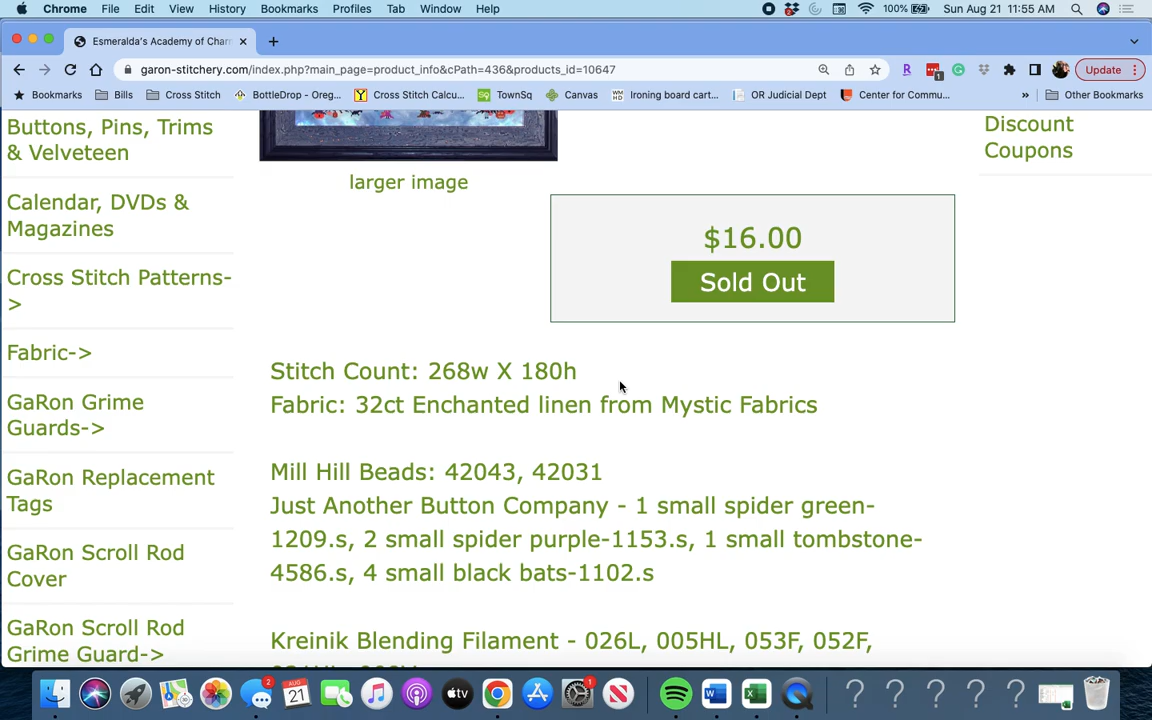 Chrome File Edit View History Bookmarks Profiles Tab Window Help 100% Sun Aug 21 11:55 AM
Esmeralda's Academy of Char
garon-stitchery.com/index.php?main_page=product_info&cPath=436&products_id=10647
Update
Bookmarks Bills Cross Stitch BottleDrop - Oreg... Cross Stitch Calcu... TownSq Canvas Ironing board cart... OR Judicial Dept Center for Commu... » Other Bookmarks
Buttons, Pins, Trims
& Velveteen
Calendar, DVDs &
Magazines
Cross Stitch Patterns-
>
Fabric->
GaRon Grime
Guards->
GaRon Replacement
Tags
GaRon Scroll Rod
Cover
GaRon Scroll Rod
Grime Guard->
larger image
$16.00
Sold Out
Stitch Count: 268w X 180h
Fabric: 32ct Enchanted linen from Mystic Fabrics
Mill Hill Beads: 42043, 42031
Just Another Button Company - 1 small spider green-
1209.s, 2 small spider purple-1153.s, 1 small tombstone-
4586.s, 4 small black bats-1102.s
Kreinik Blending Filament - 026L, 005HL, 053F, 052F,
Discount
Coupons
AUG
21
2
tv
1